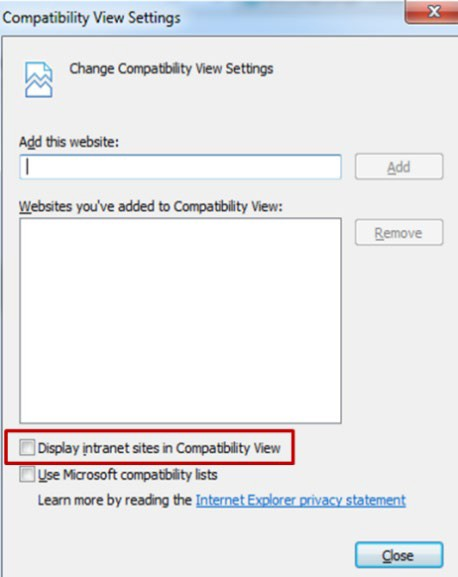 Compatibility View Settings
Change Compatibility View Settings
Add this website:
Add
Websites you've added to Compatibility View:
Remove
Display intranet sites in Compatibility View
Use Microsoft compatibility lists
Learn more by reading the Internet Explorer privacy statement
Close